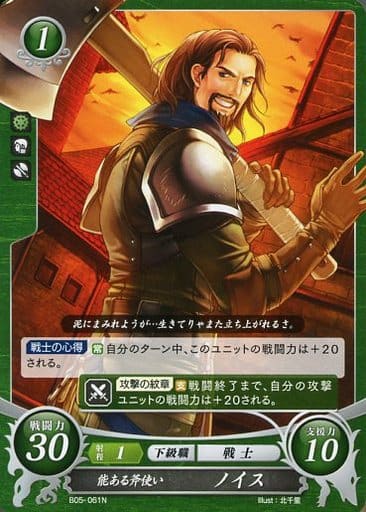 1
泥にまみれようが…生きてりゃまた立ち上がれるさ。
戦士の心得 常 自分のターン中、このユニットの戦闘力は+20
される。
攻撃の紋章 支 戦闘終了まで、自分の攻撃
ユニットの戦闘力は+20される。
戦闘力
30
射程 1 下級職 戦士
支援力
10
能ある斧使い ノイス
B05-061N Illust:北千里